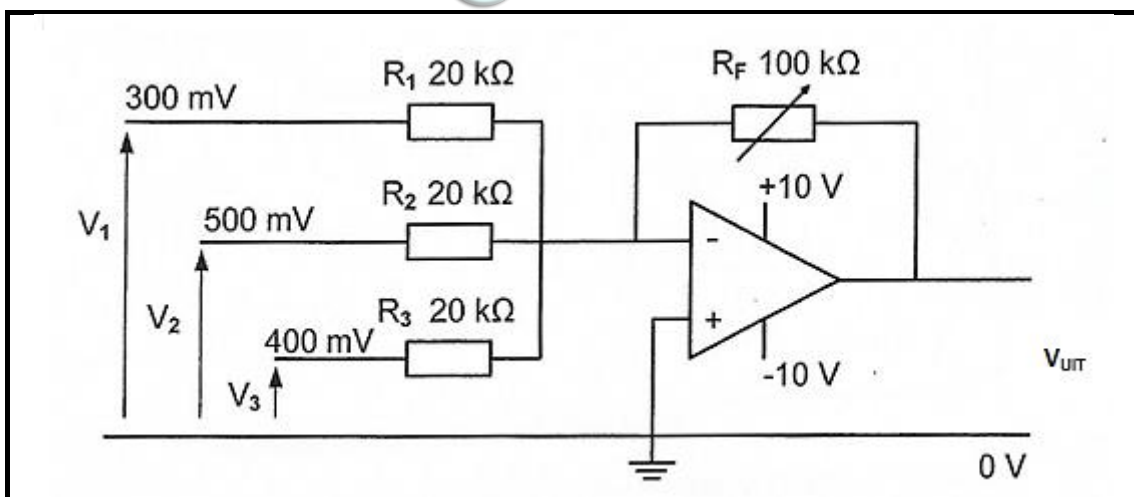 R₁ 20 kΩ
R_F 100 kΩ
300 mV
+10 V
R₂ 20 kΩ
500 mV
V₁
-
R₃ 20 kΩ
V₂
400 mV
+
-10 V
V_UIT
V₃
0 V